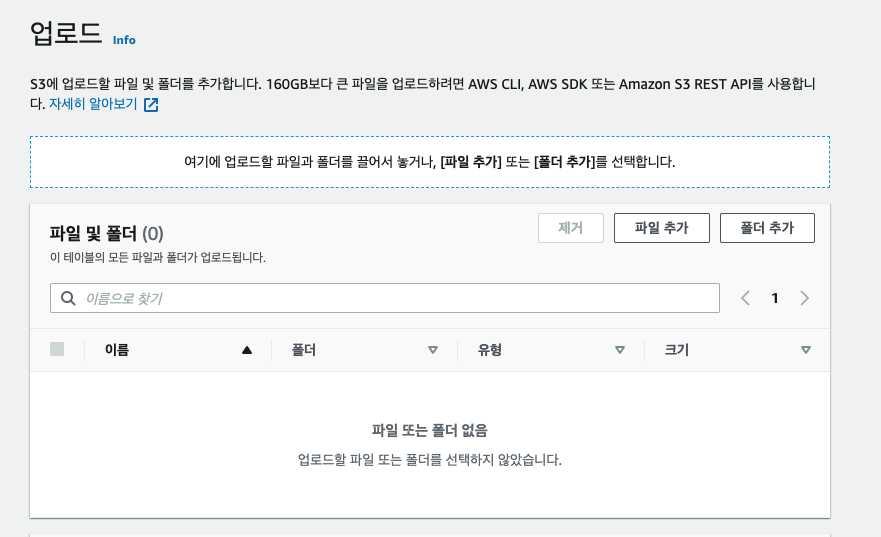 업로드 Info
S3에 업로드할 파일 및 폴더를 추가합니다. 160GB보다 큰 파일을 업로드하려면 AWS CLI, AWS SDK 또는 Amazon S3 REST API를 사용합니
다. 자세히 알아보기
여기에 업로드할 파일과 폴더를 끌어서 놓거나, [파일 추가] 또는 [폴더 추가]를 선택합니다.
파일 및 폴더 (0)
제거 파일 추가 폴더 추가
이 테이블의 모든 파일과 폴더가 업로드됩니다.
이름으로 찾기
1
이름 폴더 유형 크기
파일 또는 폴더 없음
업로드할 파일 또는 폴더를 선택하지 않았습니다.